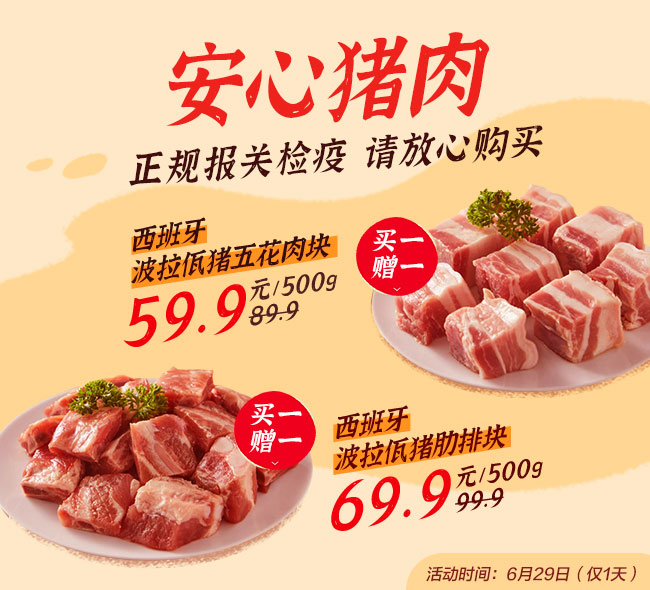 安心猪肉
正规报关检疫 请放心购买
西班牙
波拉佤猪五花肉块
59.9元/500g
89.9
买一
赠一
西班牙
波拉佤猪肋排块
69.9元/500g
99.9
买一
赠一
活动时间：6月29日（仅1天）